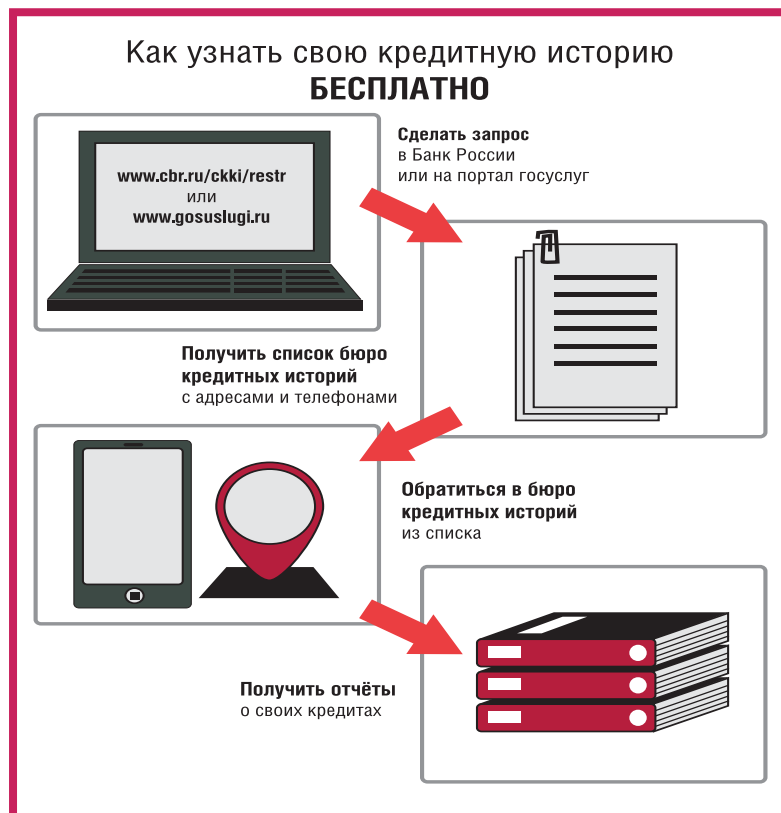 Как узнать свою кредитную историю
БЕСПЛАТНО
www.cbr.ru/ckki/restr
или
www.gosuslugi.ru
Сделать запрос
в Банк России
или на портал госуслуг
Получить список бюро
кредитных историй
с адресами и телефонами
Обратиться в бюро
кредитных историй
из списка
Получить отчёты
о своих кредитах